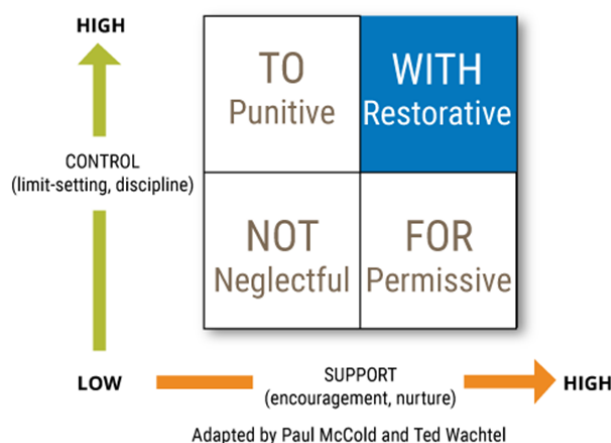 HIGH
TO
Punitive
WITH
Restorative
CONTROL
(limit-setting, discipline)
NOT
Neglectful
FOR
Permissive
LOW
SUPPORT
(encouragement, nurture)
HIGH
Adapted by Paul McCold and Ted Wachtel